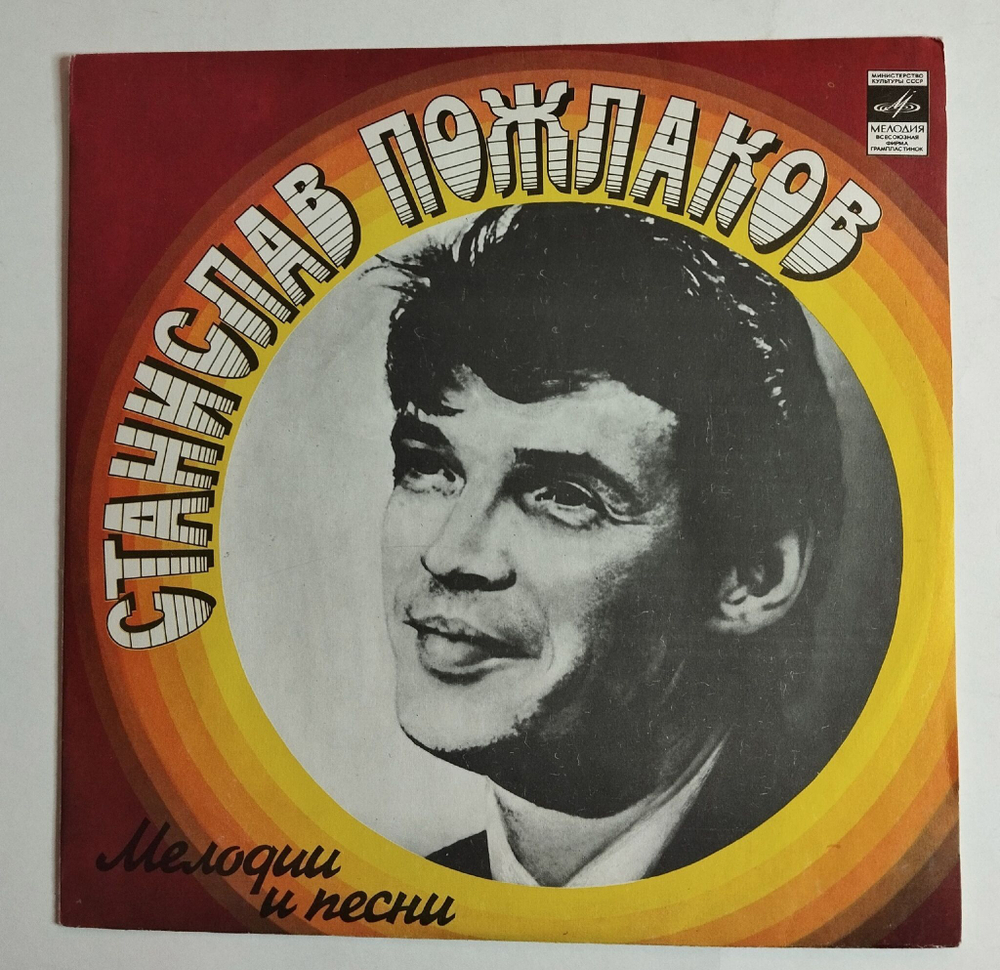 СТАНИСЛАВ ПОЖЛАКОВ
МИНИСТЕРСТВО
КУЛЬТУРЫ СССР
МЕЛОДИЯ
ВСЕСОЮЗНАЯ
ФИРМА
ГРАМПЛАСТИНОК
Мелодии
и песни